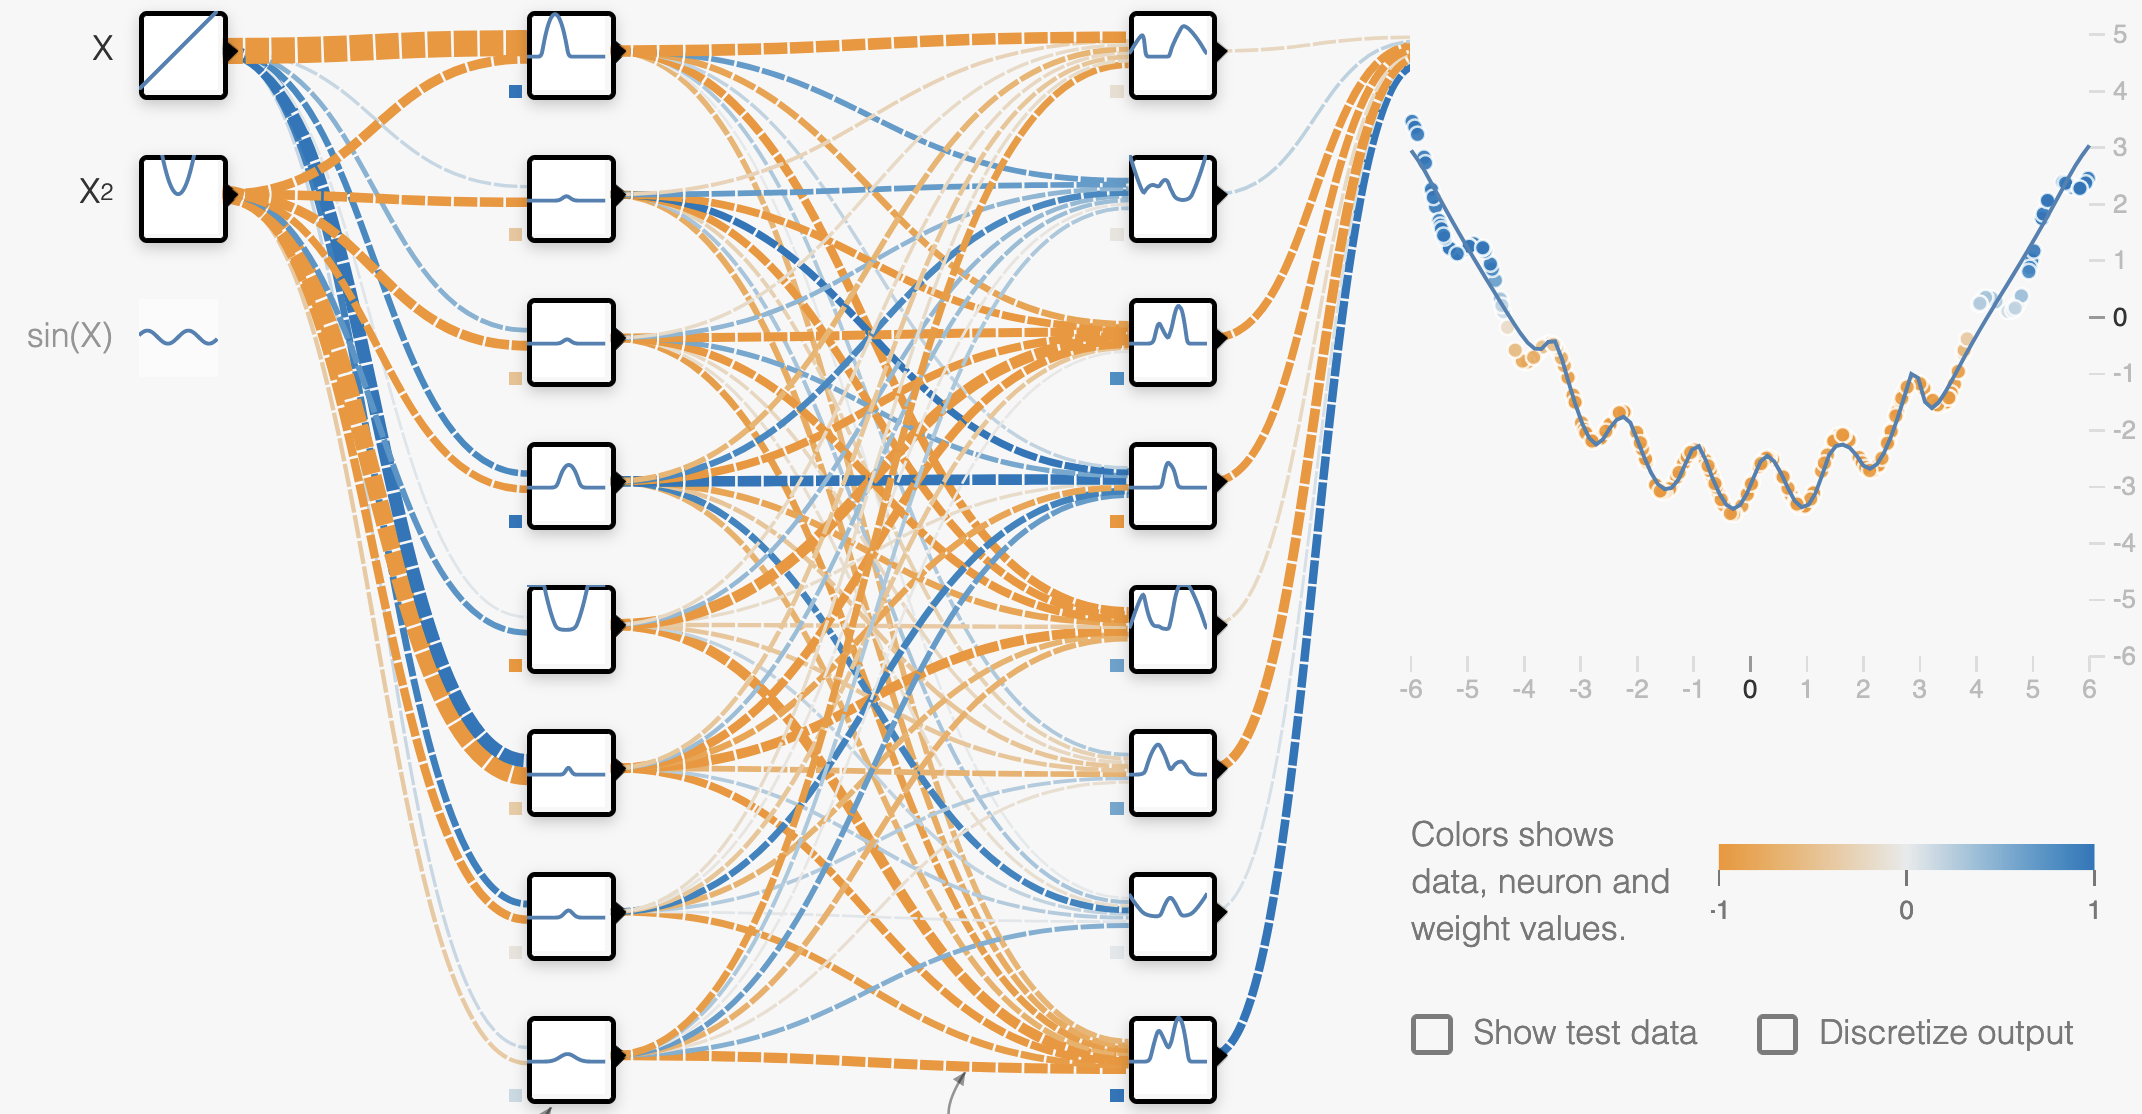 X
X2
sin(X)
5
4
3
2
1
0
-1
-2
-3
-4
-5
-6
-6 -5 -4 -3 -2 -1 0 1 2 3 4 5 6
Colors shows
data, neuron and
weight values.
-1 0 1
Show test data
Discretize output